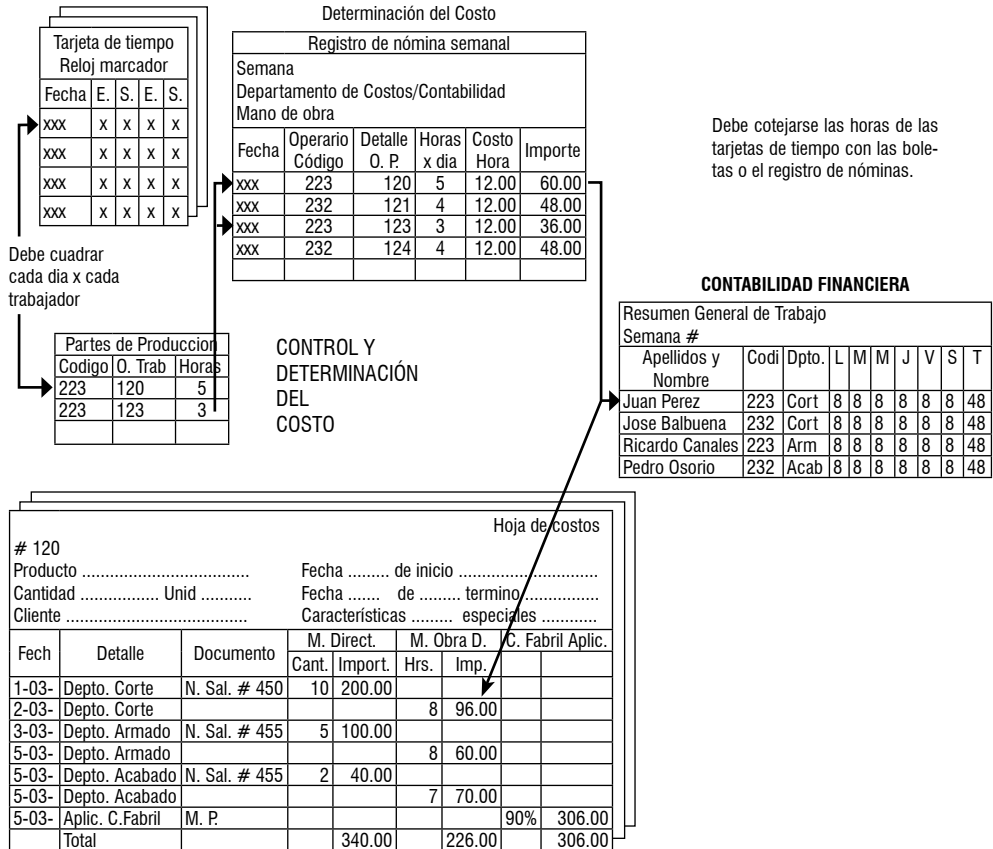 Determinación del Costo
Tarjeta de tiempo
Reloj marcador
Fecha E. S. E. S.
xxx x x x x
xxx x x x x
xxx x x x x
xxx x x x x
Debe cuadrar
cada dia x cada
trabajador
Registro de nómina semanal
Semana
Departamento de Costos/Contabilidad
Mano de obra
Fecha Operario Código Detalle O. P. Horas x dia Costo Hora Importe
xxx 223 120 5 12.00 60.00
xxx 232 121 4 12.00 48.00
xxx 223 123 3 12.00 36.00
xxx 232 124 4 12.00 48.00
Debe cotejarse las horas de las
tarjetas de tiempo con las bole-
tas o el registro de nóminas.
Partes de Produccion
Codigo O. Trab Horas
223 120 5
223 123 3
CONTROL Y
DETERMINACIÓN
DEL
COSTO
CONTABILIDAD FINANCIERA
Resumen General de Trabajo
Semana #
Apellidos y Nombre Codi Dpto. L M M J V S T
Juan Perez 223 Cort 8 8 8 8 8 8 48
Jose Balbuena 232 Cort 8 8 8 8 8 8 48
Ricardo Canales 223 Arm 8 8 8 8 8 8 48
Pedro Osorio 232 Acab 8 8 8 8 8 8 48
Hoja de costos
# 120
Producto .................................. Fecha ......... de inicio ............................
Cantidad ................ Unid ........... Fecha ....... de ......... termino................
Cliente ..................................... Características ......... especiales ............
Fech Detalle Documento M. Direct. M. Obra D. C. Fabril Aplic.
Cant. Import. Hrs. Imp.
1-03- Depto. Corte N. Sal. # 450 10 200.00
2-03- Depto. Corte 8 96.00
3-03- Depto. Armado N. Sal. # 455 5 100.00
5-03- Depto. Armado 8 60.00
5-03- Depto. Acabado N. Sal. # 455 2 40.00
5-03- Depto. Acabado 7 70.00
5-03- Aplic. C.Fabril M. P. 90% 306.00
Total 340.00 226.00 306.00